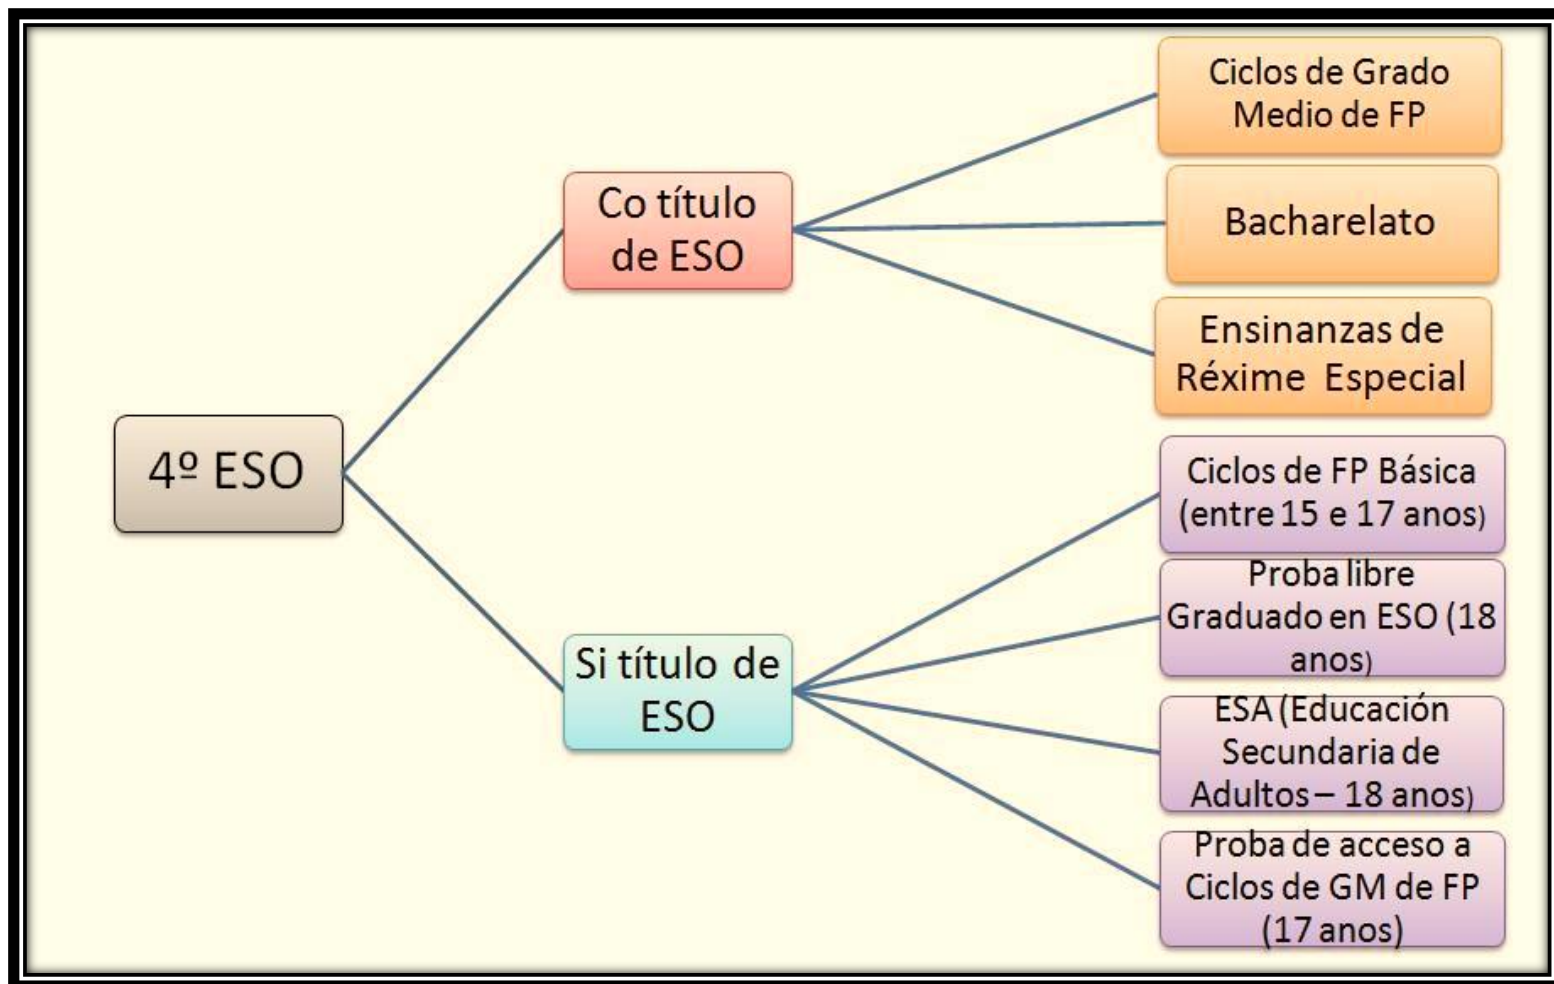 4º ESO
Co título
de ESO
Ciclos de Grado
Medio de FP
Bacharelato
Ensinanzas de
Réxime Especial
Si título de
ESO
Ciclos de FP Básica
(entre 15 e 17 anos)
Proba libre
Graduado en ESO (18
anos)
ESA (Educación
Secundaria de
Adultos – 18 anos)
Proba de acceso a
Ciclos de GM de FP
(17 anos)